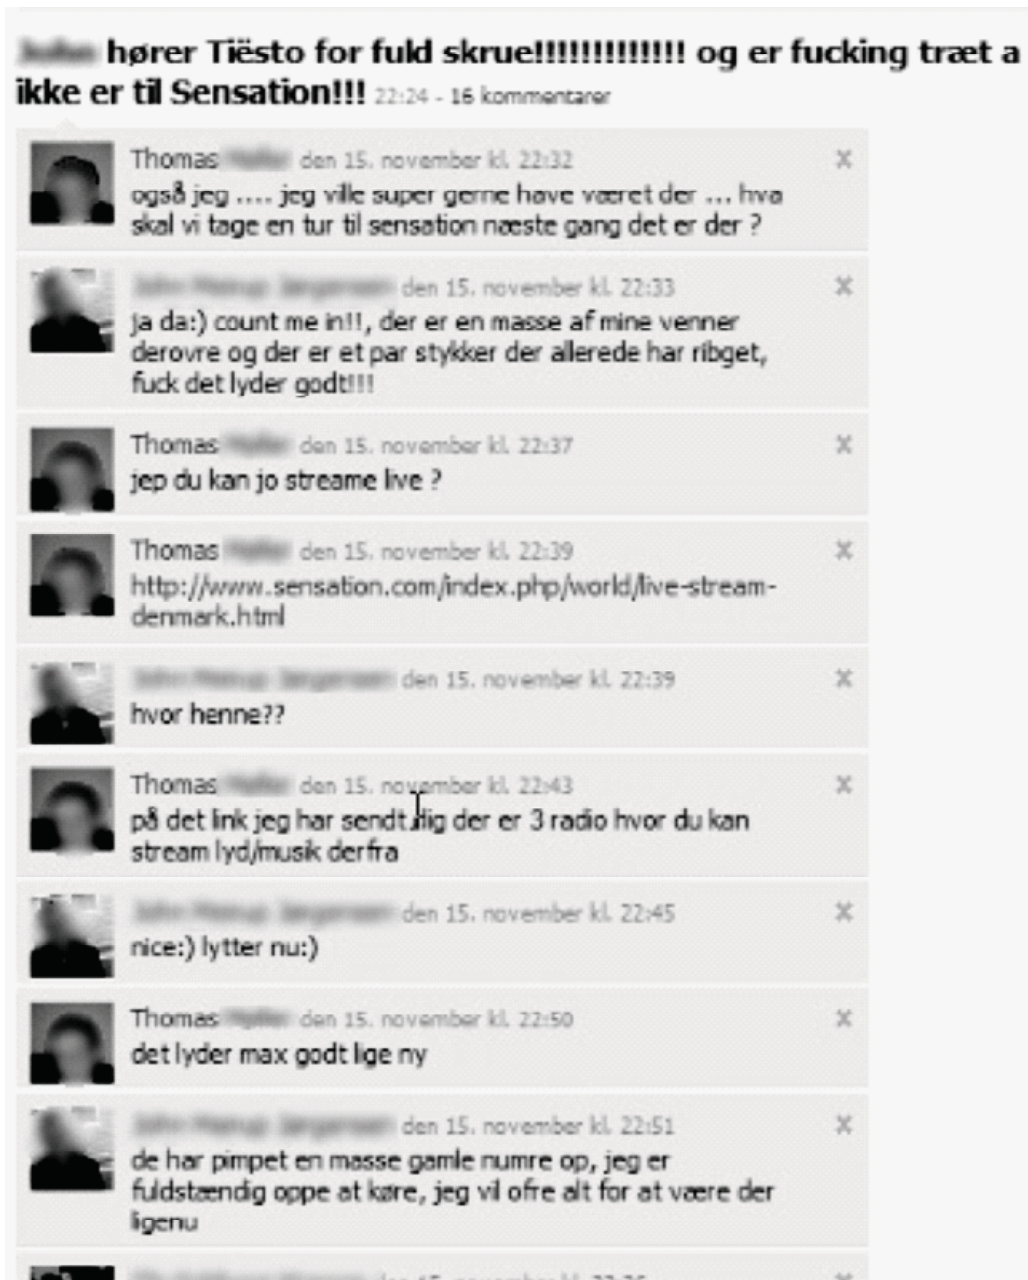 hører Tiësto for fuld skrue!!!!!!!!!!!!! og er fucking træt a
ikke er til Sensation!!! 22:24 - 16 kommentarer
Thomas den 15. november kl. 22:32
også jeg .... jeg ville super gerne have været der ... hva
skal vi tage en tur til sensation næste gang det er der ?
den 15. november kl. 22:33
ja da:) count me in!!, der er en masse af mine venner
derovre og der er et par stykker der allerede har ribget,
fuck det lyder godt!!!
Thomas den 15. november kl. 22:37
jep du kan jo streame live ?
Thomas den 15. november kl. 22:39
http://www.sensation.com/index.php/world/live-stream-
denmark.html
den 15. november kl. 22:39
hvor henne??
Thomas den 15. november kl. 22:43
på det link jeg har sendt dig der er 3 radio hvor du kan
stream lyd/musik derfra
den 15. november kl. 22:45
nice:) lytter nu:)
Thomas den 15. november kl. 22:50
det lyder max godt lige ny
den 15. november kl. 22:51
de har pimpet en masse gamle numre op, jeg er
fuldstændig oppe at køre, jeg vil ofre alt for at være der
ligenu